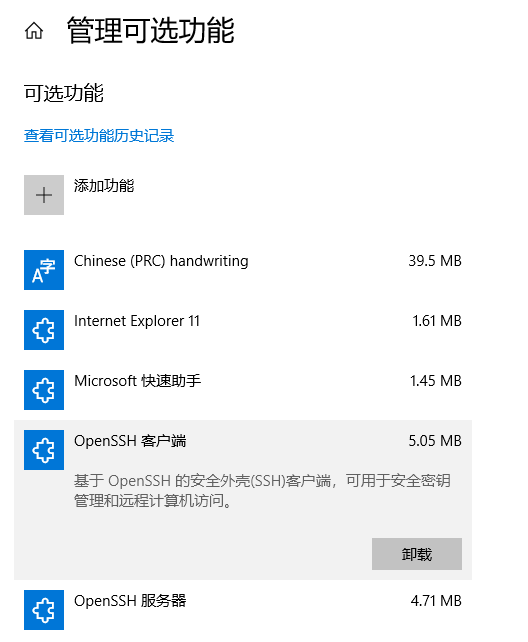 管理可选功能
可选功能
查看可选功能历史记录
添加功能
A字
Chinese (PRC) handwriting 39.5 MB
Internet Explorer 11 1.61 MB
Microsoft 快速助手 1.45 MB
OpenSSH 客户端 5.05 MB
基于 OpenSSH 的安全外壳(SSH)客户端，可用于安全密钥
管理和远程计算机访问。
卸载
OpenSSH 服务器 4.71 MB